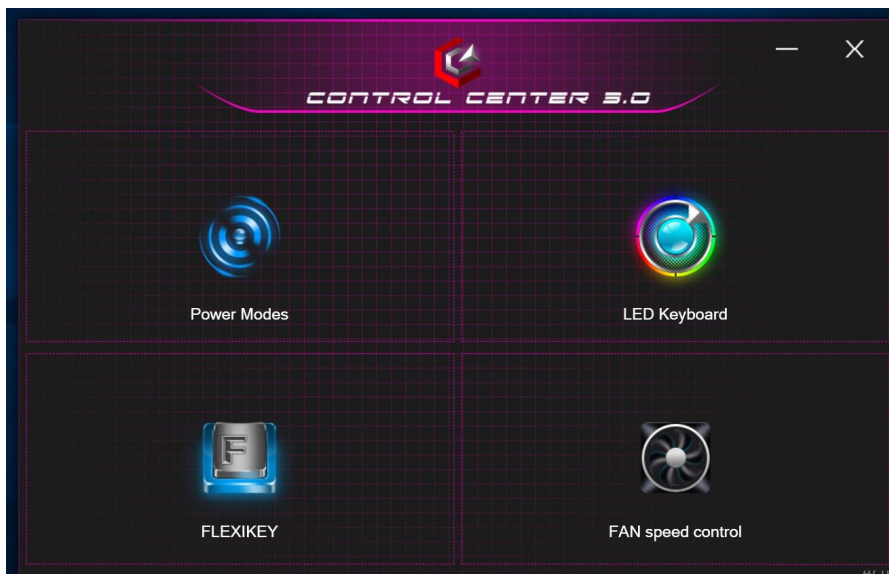 CONTROL CENTER 3.0
Power Modes
LED Keyboard
F
FLEXIKEY
FAN speed control